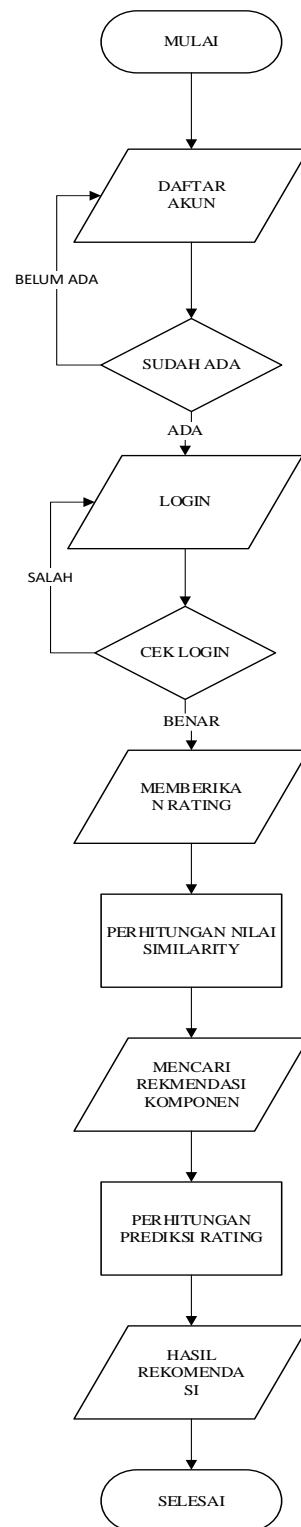 MULAI
DAFTAR
AKUN
BELUM ADA
SUDAH ADA
ADA
LOGIN
SALAH
CEK LOGIN
BENAR
MEMBERIKA
N RATING
PERHITUNGAN NILAI
SIMILARITY
MENCARI
REKMENDASI
KOMPONEN
PERHITUNGAN
PREDIKSI RATING
HASIL
REKOMENDA
SI
SELESAI